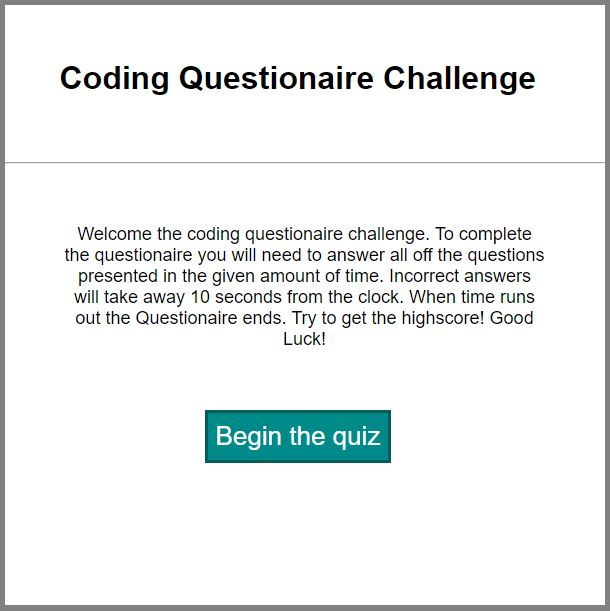 Coding Questionaire Challenge
Welcome the coding questionaire challenge. To complete
the questionaire you will need to answer all off the questions
presented in the given amount of time. Incorrect answers
will take away 10 seconds from the clock. When time runs
out the Questionaire ends. Try to get the highscore! Good
Luck!
Begin the quiz